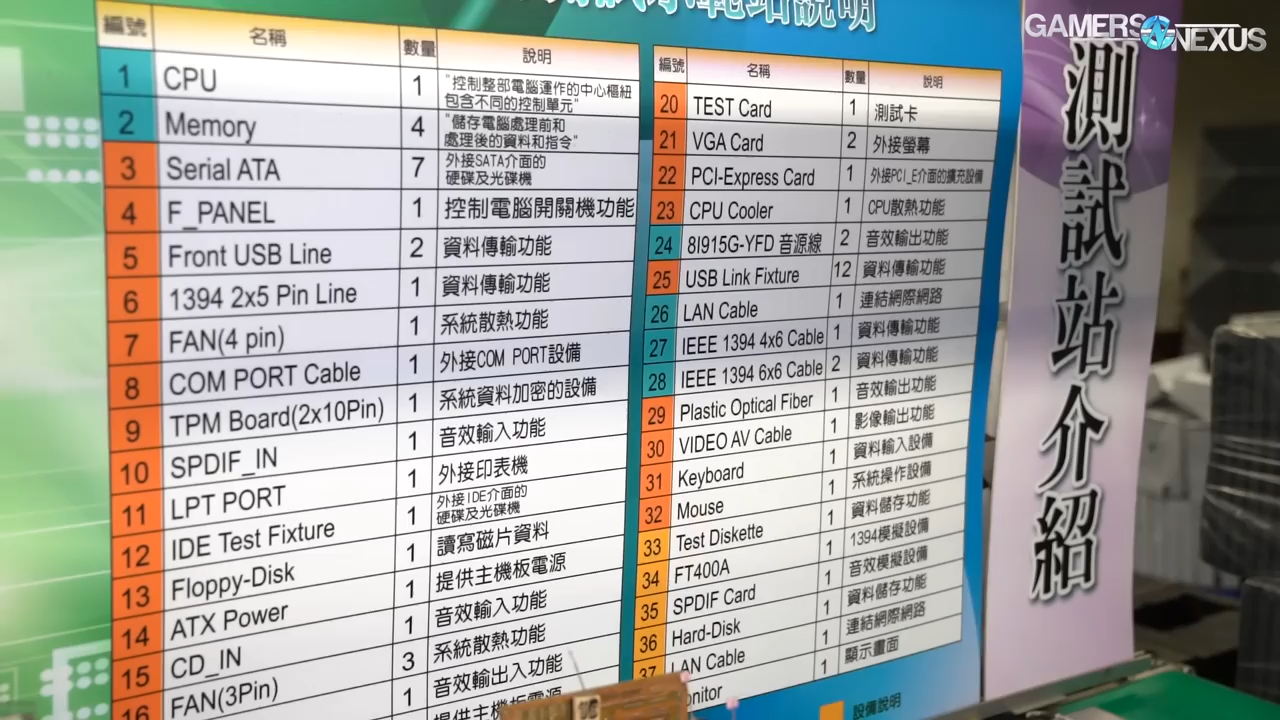 GAMERS NEXUS
站說明
編號 名稱 數量 說明
1 CPU 1 "控制整部電腦運作的中心樞紐
包含不同的控制單元"
2 Memory 4 "儲存電腦處理前和
處理後的資料和指令"
3 Serial ATA 7 外接SATA介面的
硬碟及光碟機
4 F_PANEL 1 控制電腦開關機功能
5 Front USB Line 2 資料傳輸功能
6 1394 2x5 Pin Line 1 資料傳輸功能
7 FAN(4 pin) 1 系統散熱功能
8 COM PORT Cable 1 外接COM PORT設備
9 TPM Board(2x10Pin) 1 系統資料加密的設備
10 SPDIF_IN 1 音效輸入功能
11 LPT PORT 1 外接印表機
12 IDE Test Fixture 1 外接IDE介面的
硬碟及光碟機
13 Floppy-Disk 1 讀寫磁片資料
14 ATX Power 1 提供主機板電源
15 CD_IN 1 音效輸入功能
16 FAN(3Pin) 3 系統散熱功能
1 音效輸出入功能
提供主機板電源
編號 名稱 數量 說明
20 TEST Card 1 測試卡
21 VGA Card 2 外接螢幕
22 PCI-Express Card 1 外接PCI_E介面的擴充設備
23 CPU Cooler 1 CPU散熱功能
24 8I915G-YFD 音源線 2 音效輸出功能
25 USB Link Fixture 12 資料傳輸功能
26 LAN Cable 1 連結網際網路
27 IEEE 1394 4x6 Cable 1 資料傳輸功能
28 IEEE 1394 6x6 Cable 2 資料傳輸功能
29 Plastic Optical Fiber 1 音效輸出功能
30 VIDEO AV Cable 1 影像輸出功能
31 Keyboard 1 資料輸入設備
32 Mouse 1 系統操作設備
33 Test Diskette 1 資料儲存功能
34 FT400A 1 1394模擬設備
35 SPDIF Card 1 音效模擬設備
36 Hard-Disk 1 資料儲存功能
37 LAN Cable 1 連結網際網路
onitor 1 顯示畫面
設備說明
測試站介紹